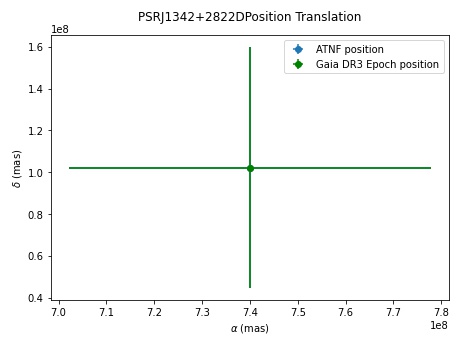 PSRJ1342+2822DPosition Translation
1e8
ATNF position
Gaia DR3 Epoch position
1.6
1.4
1.2
1.0
0.8
0.6
0.4
δ (mas)
7.0 7.1 7.2 7.3 7.4 7.5 7.6 7.7 7.8
1e8
α (mas)